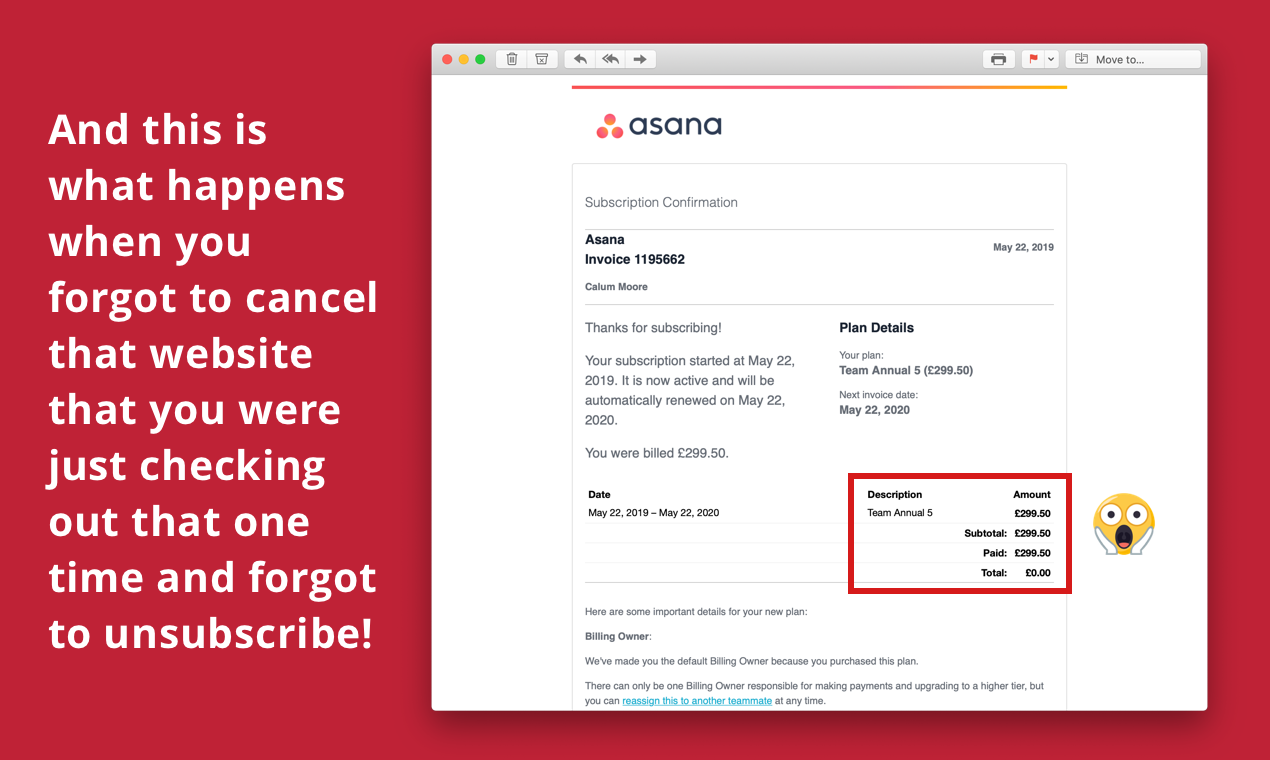 And this is
what happens
when you
forgot to cancel
that website
that you were
just checking
out that one
time and forgot
to unsubscribe!
Move to...
asana
Subscription Confirmation
Asana
Invoice 1195662
May 22, 2019
Calum Moore
Thanks for subscribing!
Your subscription started at May 22,
2019. It is now active and will be
automatically renewed on May 22,
2020.
You were billed £299.50.
Plan Details
Your plan:
Team Annual 5 (£299.50)
Next invoice date:
May 22, 2020
Date Description Amount
May 22, 2019 – May 22, 2020 Team Annual 5 £299.50
Subtotal: £299.50
Paid: £299.50
Total: £0.00
Here are some important details for your new plan:
Billing Owner:
We've made you the default Billing Owner because you purchased this plan.
There can only be one Billing Owner responsible for making payments and upgrading to a higher tier, but
you can reassign this to another teammate at any time.